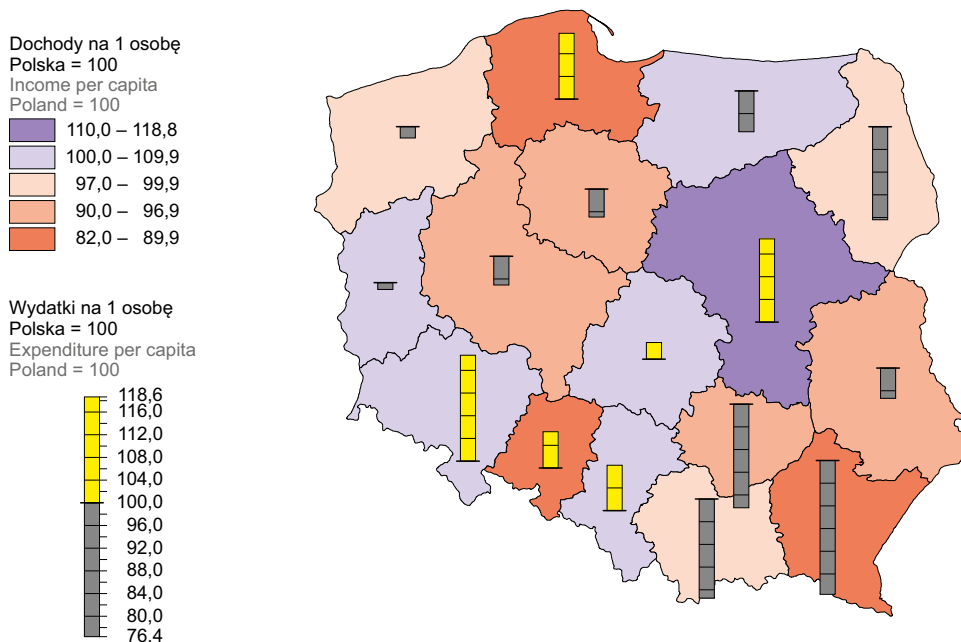 Dochody na 1 osobę
Polska = 100
Income per capita
Poland = 100
110,0 – 118,8
100,0 – 109,9
97,0 – 99,9
90,0 – 96,9
82,0 – 89,9
Wydatki na 1 osobę
Polska = 100
Expenditure per capita
Poland = 100
118,6
116,0
112,0
108,0
104,0
100,0
96,0
92,0
88,0
84,0
80,0
76,4